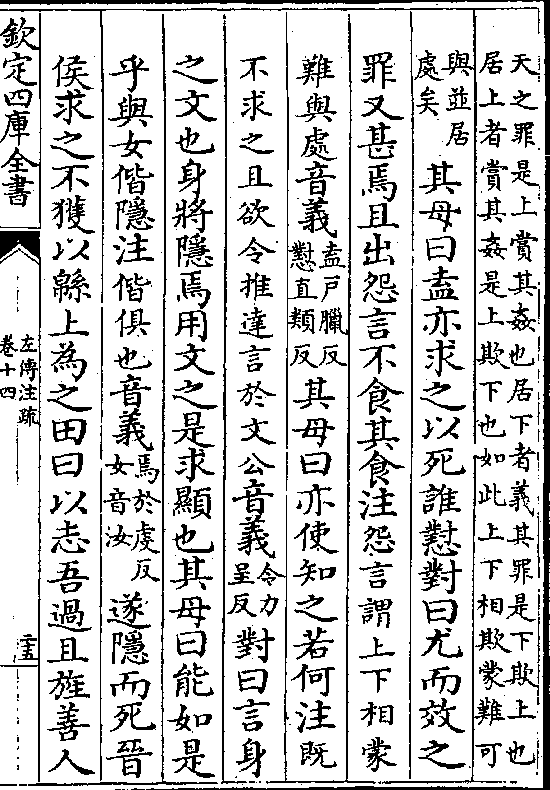 天之罪是上賞其姦也居下者義其罪是下欺上也
居上者賞其姦是上欺下也如此上下相欺蒙難可
與並居
處矣
其母曰盍亦求之以死誰懟對曰尤而效之
罪又甚焉且出怨言不食其食注怨言謂上下相蒙
難與處音義
盍戸臘反
懟直類反
其母曰亦使知之若何注既
不求之且欲令推達言於文公音義
令力
呈反
對曰言身
之文也身將隱焉用文之是求顯也其母曰能如是
乎與女偕隱注偕俱也音義
焉於虔反
女音汝
遂隱而死晉
侯求之不獲以緜上為之田曰以志吾過且旌善人
欽定四庫全書
左傳注疏
卷十四
二五